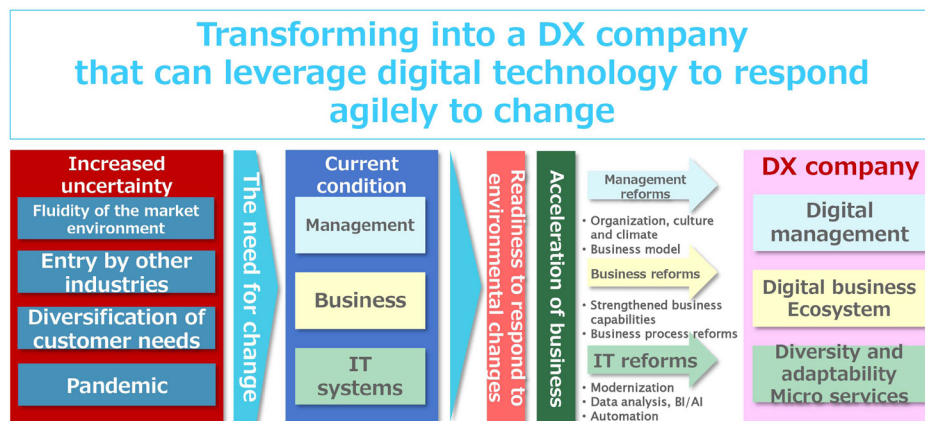 Transforming into a DX company
that can leverage digital technology to respond
agilely to change
Increased
uncertainty
Fluidity of the market
environment
Entry by other
industries
Diversification of
customer needs
Pandemic
The need for change
Current
condition
Management
Business
IT
systems
Readiness to respond to
environmental changes
Acceleration of business
Management
reforms
• Organization, culture
and climate
• Business model
Business reforms
• Strengthened business
capabilities
• Business process reforms
IT reforms
• Modernization
• Data analysis, BI/AI
• Automation
DX company
Digital
management
Digital business
Ecosystem
Diversity and
adaptability
Micro services